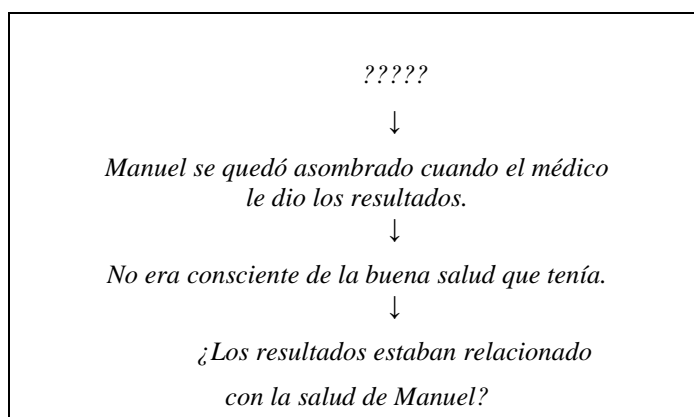 ?????
↓
Manuel se quedó asombrado cuando el médico
le dio los resultados.
↓
No era consciente de la buena salud que tenía.
↓
¿Los resultados estaban relacionado
con la salud de Manuel?